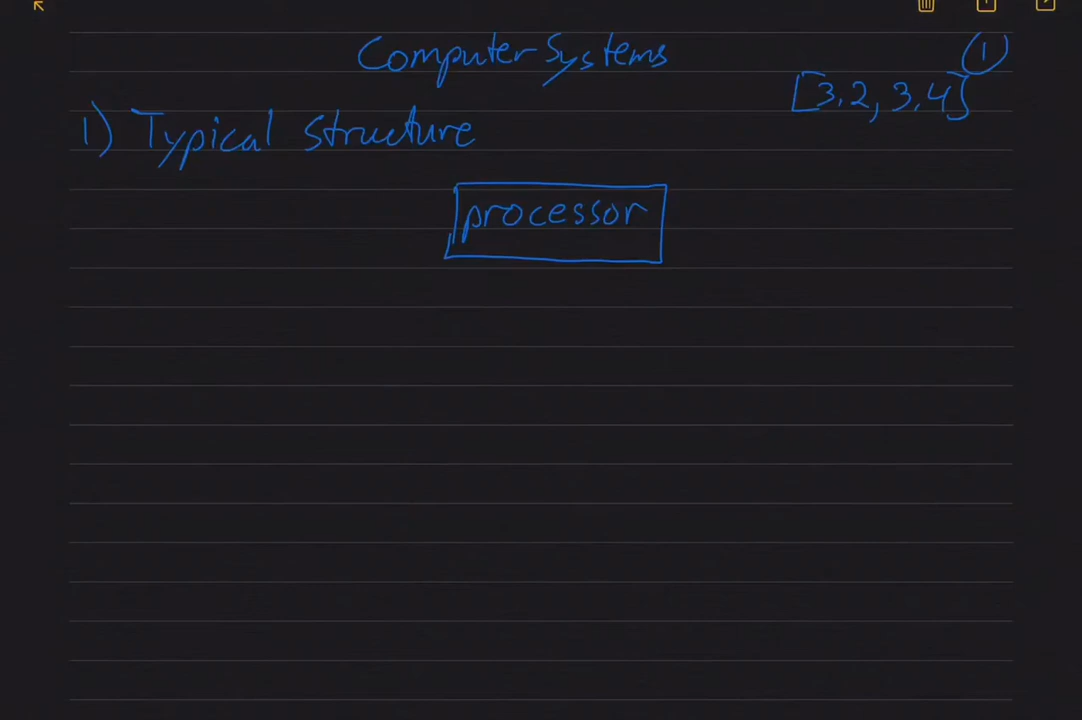 Computer Systems
1
[3.2, 3.4]
1) Typical structure
processor